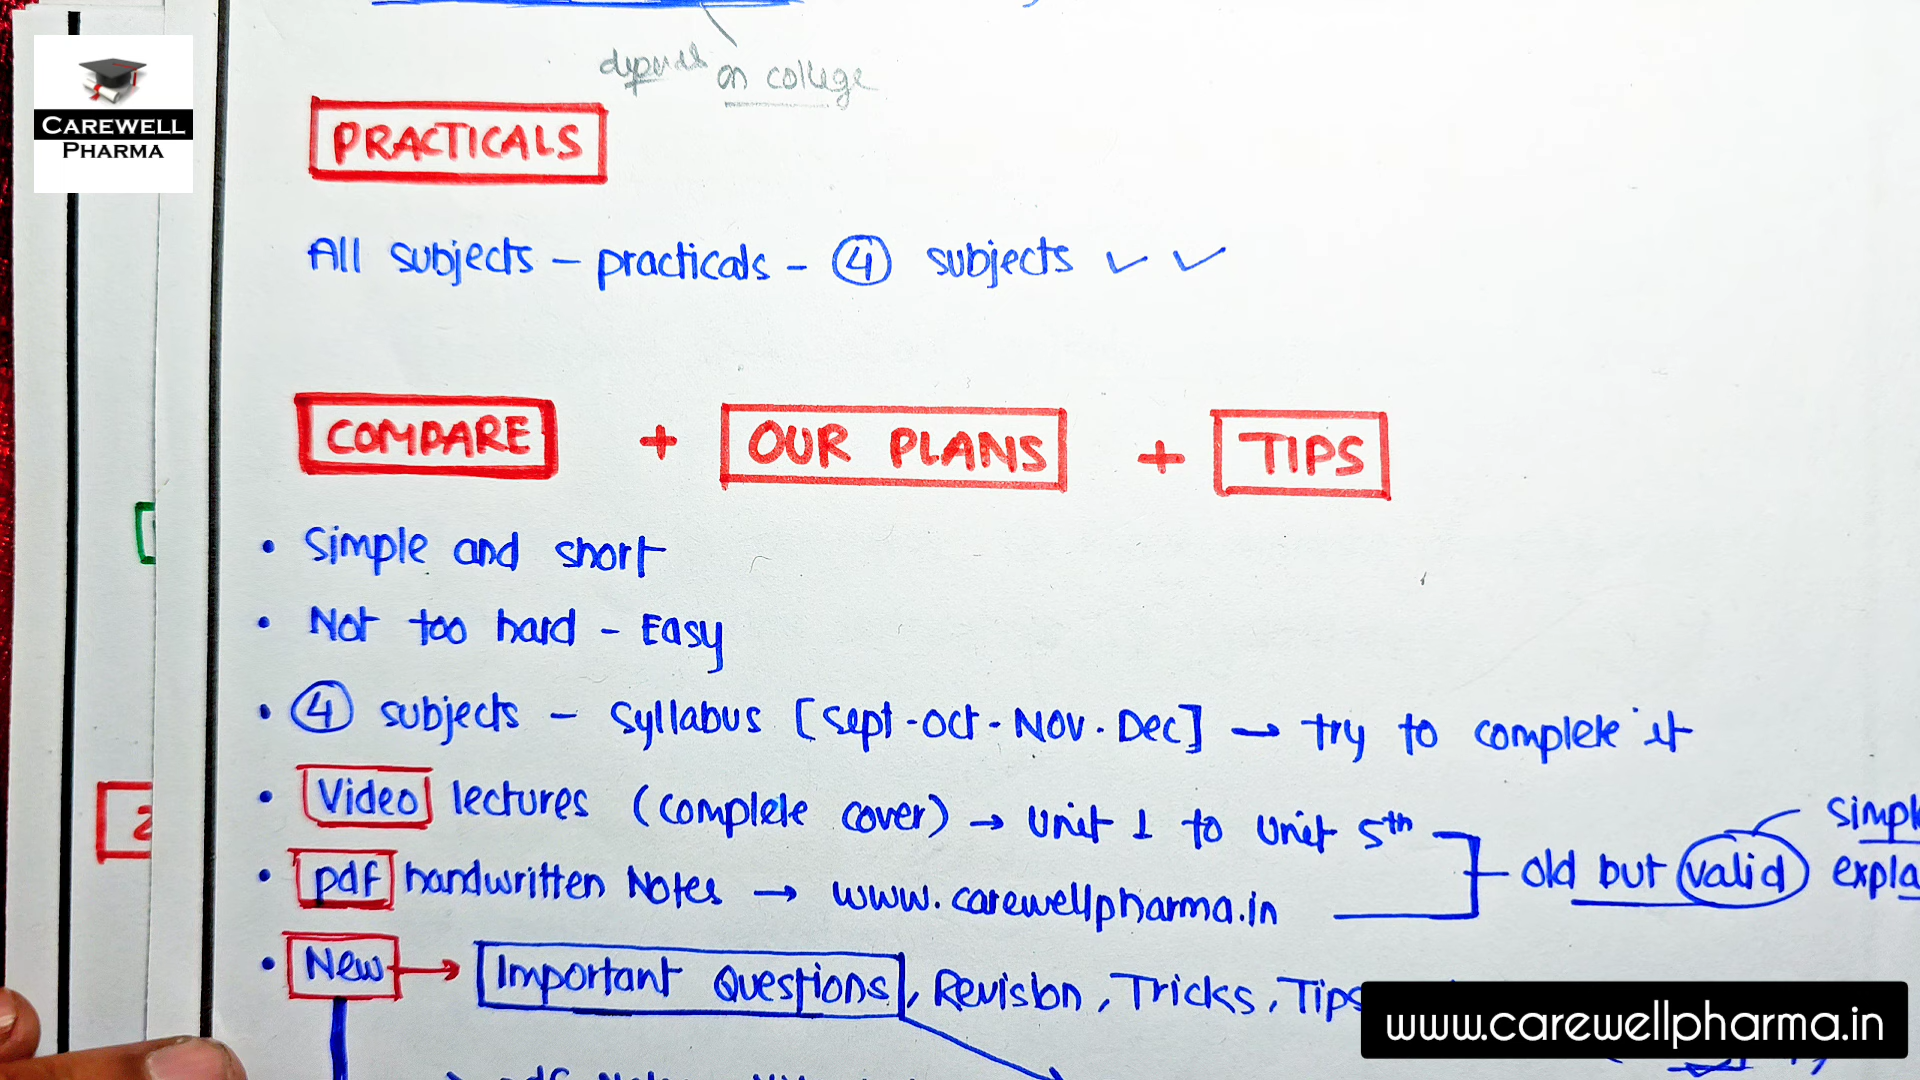 depends on college
CAREWELL
PHARMA
PRACTICALS
All subjects – practicals – 4 subjects ✓ ✓
COMPARE + OUR PLANS + TIPS
• Simple and short
• Not too hard – Easy
• 4 subjects – Syllabus [Sept-Oct-Nov.Dec] → try to complete it
• Video lectures (complete cover) → Unit 1 to Unit 5th
• pdf handwritten Notes → www.carewellpharma.in
old but valid
• New → Important Questions, Revision, Tricks, Tips
www.carewellpharma.in